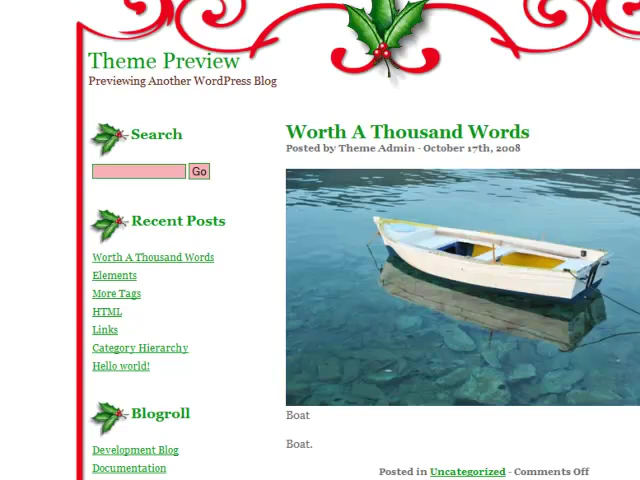 Theme Preview
Previewing Another WordPress Blog
Search
Go
Recent Posts
Worth A Thousand Words
Elements
More Tags
HTML
Links
Category Hierarchy
Hello world!
Blogroll
Development Blog
Documentation
Worth A Thousand Words
Posted by Theme Admin - October 17th, 2008
Boat
Boat.
Posted in Uncategorized - Comments Off